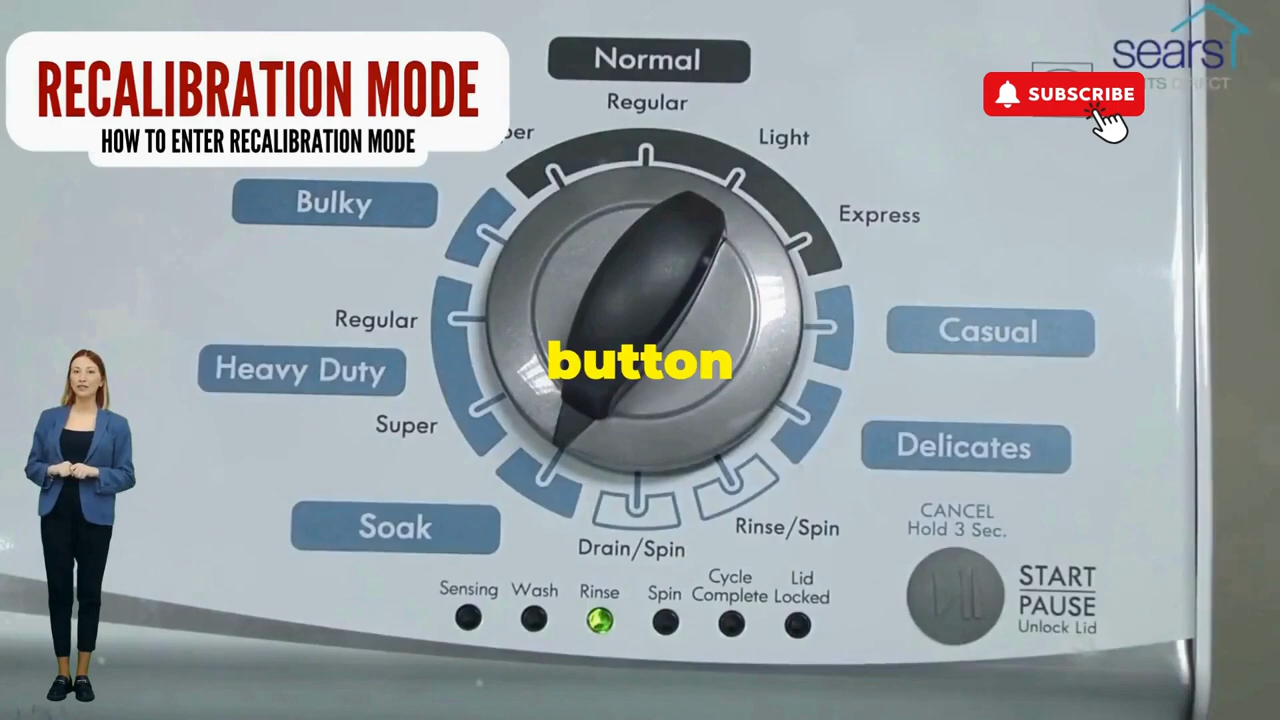 RECALIBRATION MODE
HOW TO ENTER RECALIBRATION MODE
sears
SUBSCRIBE
Normal
Regular
Light
Express
Bulky
Regular
Heavy Duty
Super
Soak
button
Casual
Delicates
Drain/Spin
Rinse/Spin
CANCEL
Hold 3 Sec.
START
PAUSE
Unlock Lid
Sensing
Wash
Rinse
Spin
Cycle
Complete
Lid
Locked